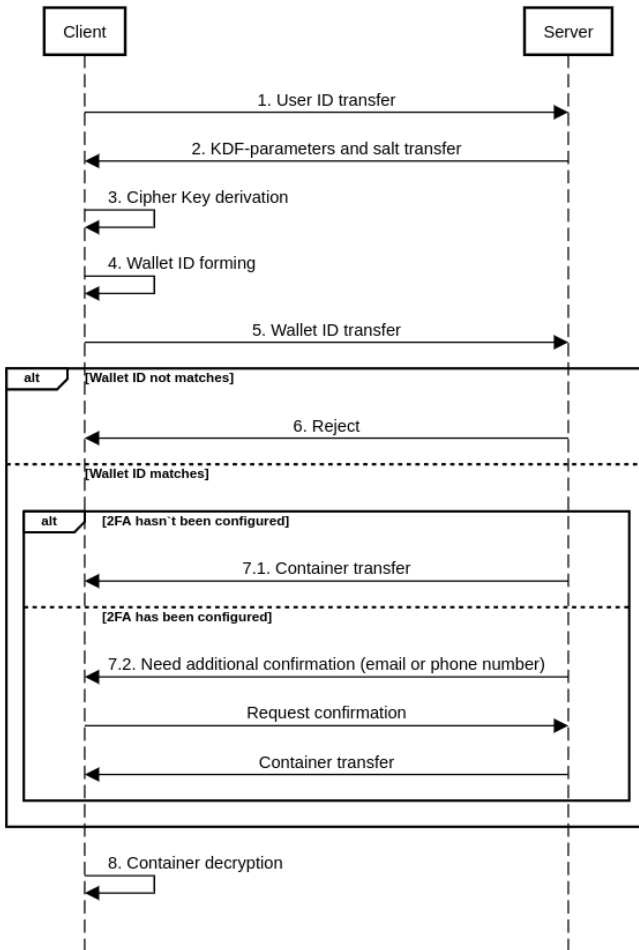 Client
Server
1. User ID transfer
2. KDF-parameters and salt transfer
3. Cipher Key derivation
4. Wallet ID forming
5. Wallet ID transfer
alt
[Wallet ID not matches]
6. Reject
[Wallet ID matches]
alt
[2FA hasn`t been configured]
7.1. Container transfer
[2FA has been configured]
7.2. Need additional confirmation (email or phone number)
Request confirmation
Container transfer
8. Container decryption